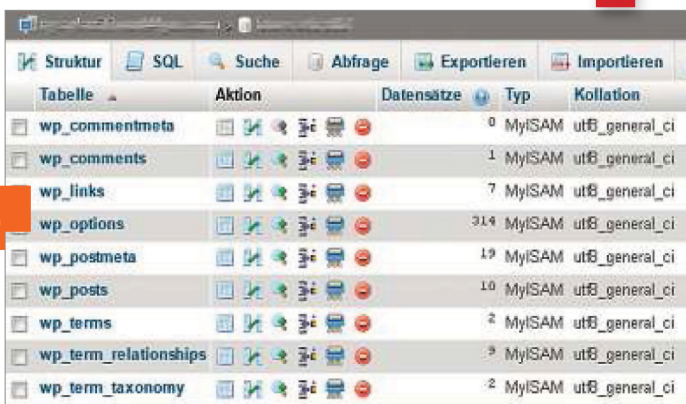 Struktur SQL Suche Abfrage Exportieren Importieren
Tabelle Aktion Datensätze Typ Kollation
wp_commentmeta 0 MyISAM utf8_general_ci
wp_comments 1 MyISAM utf8_general_ci
wp_links 7 MyISAM utf8_general_ci
wp_options 314 MyISAM utf8_general_ci
wp_postmeta 19 MyISAM utf8_general_ci
wp_posts 10 MyISAM utf8_general_ci
wp_terms 2 MyISAM utf8_general_ci
wp_term_relationships 9 MyISAM utf8_general_ci
wp_term_taxonomy 2 MyISAM utf8_general_ci